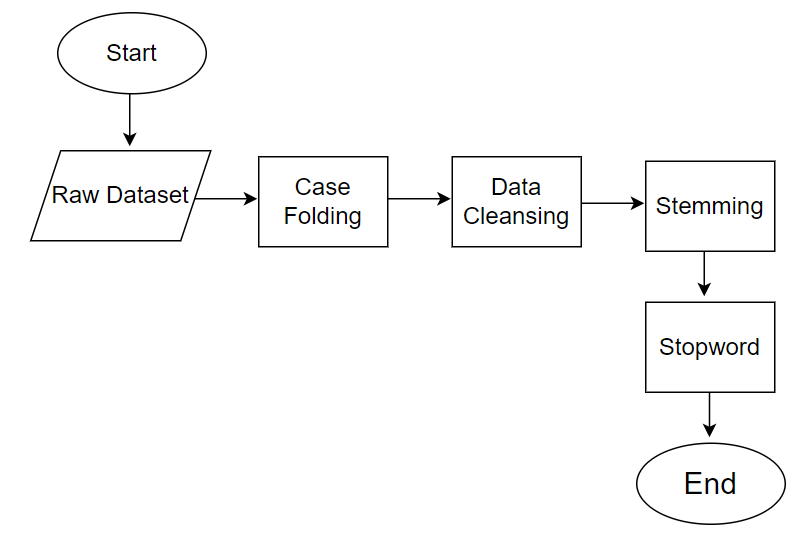 Start
Raw Dataset
Case
Folding
Data
Cleansing
Stemming
Stopword
End